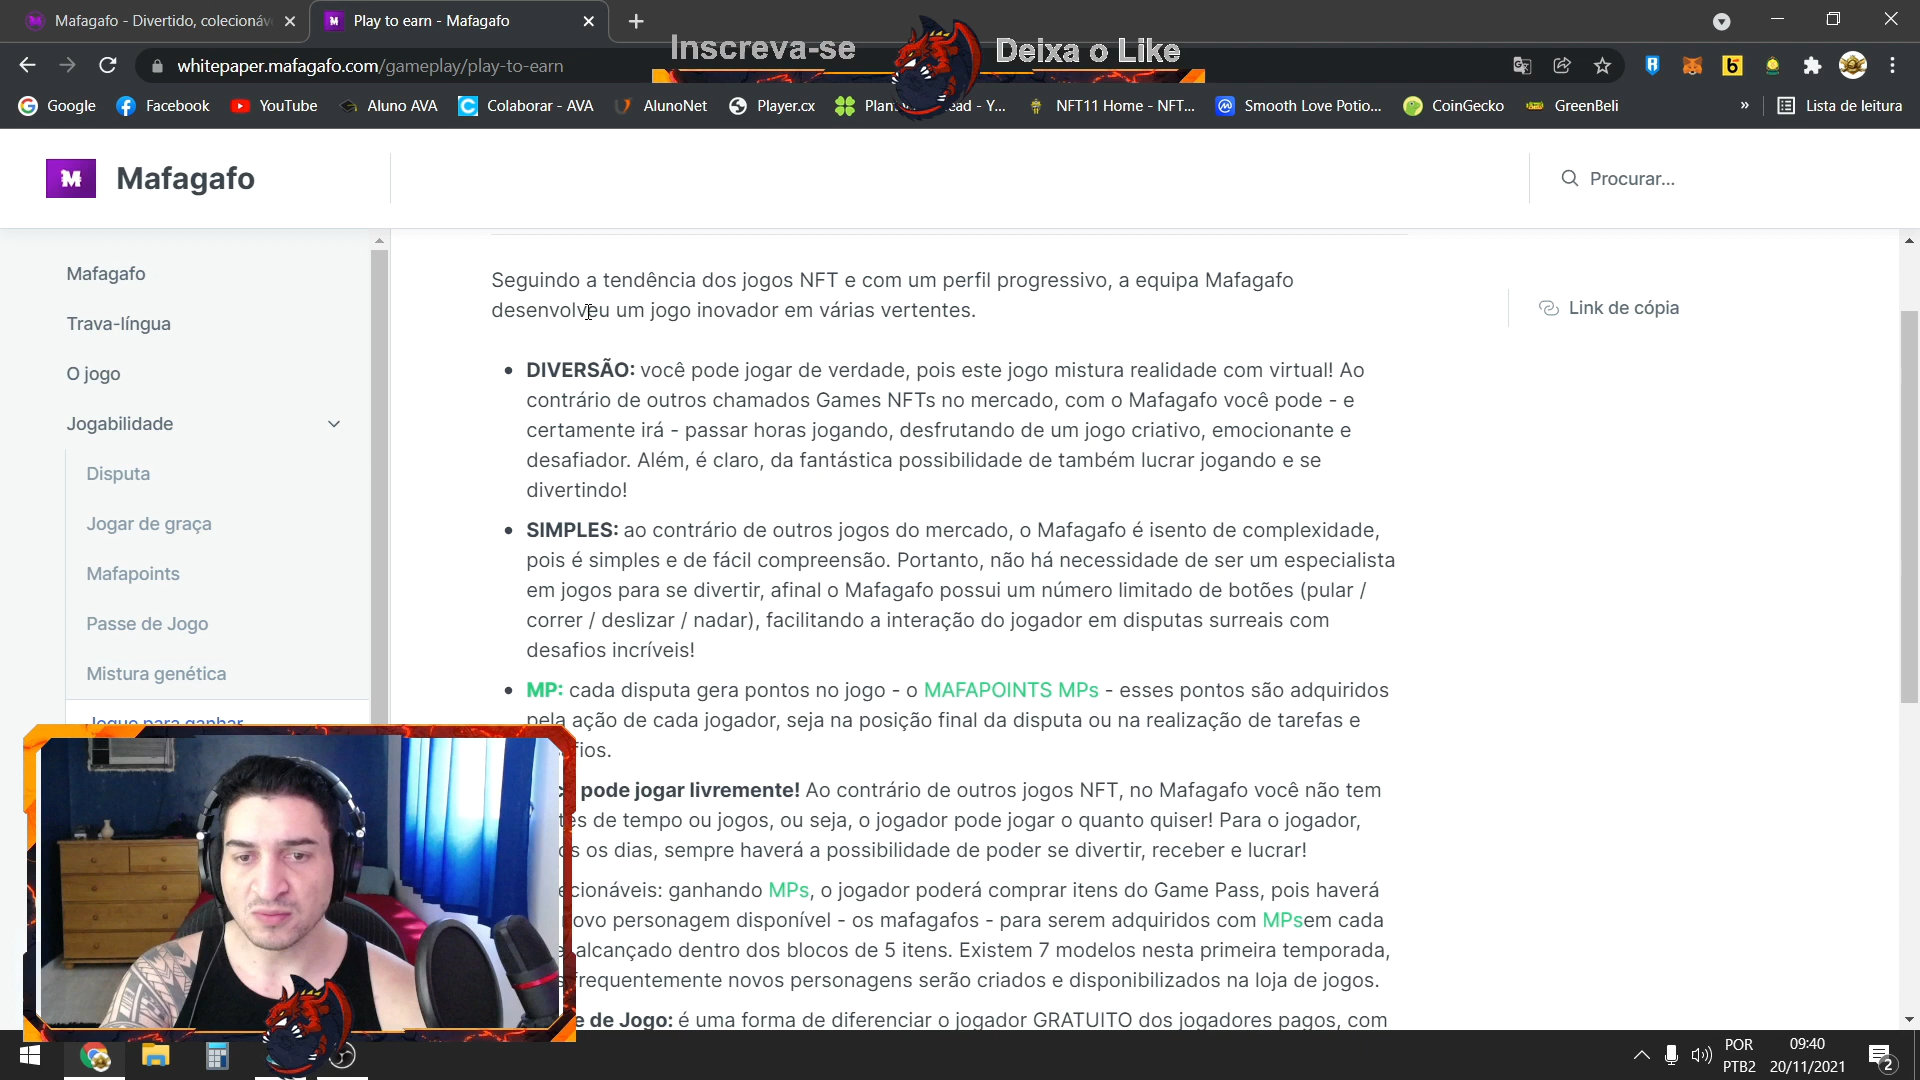 Mafagafo - Divertido, colecionáv
Play to earn - Mafagafo
Inscreva-se
Deixa o Like
whitepaper.mafagafo.com/gameplay/play-to-earn
Google
Facebook
YouTube
Aluno AVA
Colaborar - AVA
AlunoNet
Player.cx
NFT11 Home - NFT...
Smooth Love Potio...
CoinGecko
GreenBeli
»
Lista de leitura
M
Mafagafo
Procurar...
Mafagafo
Trava-língua
O jogo
Jogabilidade
Disputa
Jogar de graça
Mafapoints
Passe de Jogo
Mistura genética
Jogue para ganhar
Seguindo a tendência dos jogos NFT e com um perfil progressivo, a equipa Mafagafo
desenvolveu um jogo inovador em várias vertentes.
Link de cópia
DIVERSÃO: você pode jogar de verdade, pois este jogo mistura realidade com virtual! Ao
contrário de outros chamados Games NFTs no mercado, com o Mafagafo você pode - e
certamente irá - passar horas jogando, desfrutando de um jogo criativo, emocionante e
desafiador. Além, é claro, da fantástica possibilidade de também lucrar jogando e se
divertindo!
SIMPLES: ao contrário de outros jogos do mercado, o Mafagafo é isento de complexidade,
pois é simples e de fácil compreensão. Portanto, não há necessidade de ser um especialista
em jogos para se divertir, afinal o Mafagafo possui um número limitado de botões (pular /
correr / deslizar / nadar), facilitando a interação do jogador em disputas surreais com
desafios incríveis!
MP: cada disputa gera pontos no jogo - o MAFAPOINTS MPs - esses pontos são adquiridos
pela ação de cada jogador, seja na posição final da disputa ou na realização de tarefas e
fios.
pode jogar livremente! Ao contrário de outros jogos NFT, no Mafagafo você não tem
de tempo ou jogos, ou seja, o jogador pode jogar o quanto quiser! Para o jogador,
os dias, sempre haverá a possibilidade de poder se divertir, receber e lucrar!
cionáveis: ganhando MPs, o jogador poderá comprar itens do Game Pass, pois haverá
ovo personagem disponível - os mafagafos - para serem adquiridos com MPsem cada
alcançado dentro dos blocos de 5 itens. Existem 7 modelos nesta primeira temporada,
frequentemente novos personagens serão criados e disponibilizados na loja de jogos.
e de Jogo: é uma forma de diferenciar o jogador GRATUITO dos jogadores pagos, com
POR
PTB2
09:40
20/11/2021
2